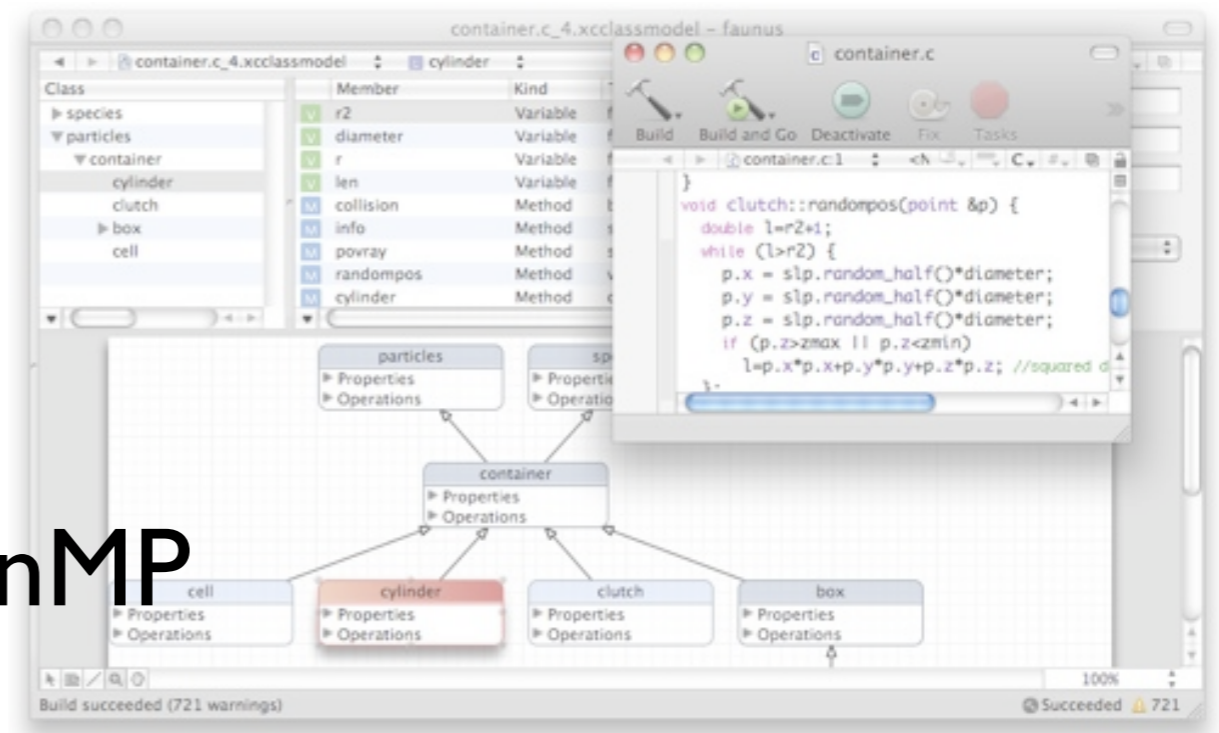 container.c_4.xcclassmodel - faunus
container.c_4.xcclassmodel cylinder
Class
species
particles
container
cylinder
clutch
box
cell
Member Kind
r2 Variable
diameter Variable
r Variable
len Variable
collision Method
info Method
povray Method
randompos Method
cylinder Method
container.c
Build Build and Go Deactivate Fix Tasks
container.c:1 <N C #
}
void clutch::randompos(point &p) {
double l=r2+1;
while (l>r2) {
p.x = slp.random_half()*diameter;
p.y = slp.random_half()*diameter;
p.z = slp.random_half()*diameter;
if (p.z>zmax || p.z<zmin)
l=p.x*p.x+p.y*p.y+p.z*p.z; //squared d
particles
Properties
Operations
sp
Properti
Operatio
container
Properties
Operations
nMP
cell
Properties
Operations
cylinder
Properties
Operations
clutch
Properties
Operations
box
Properties
Operations
100%
Build succeeded (721 warnings)
Succeeded 721